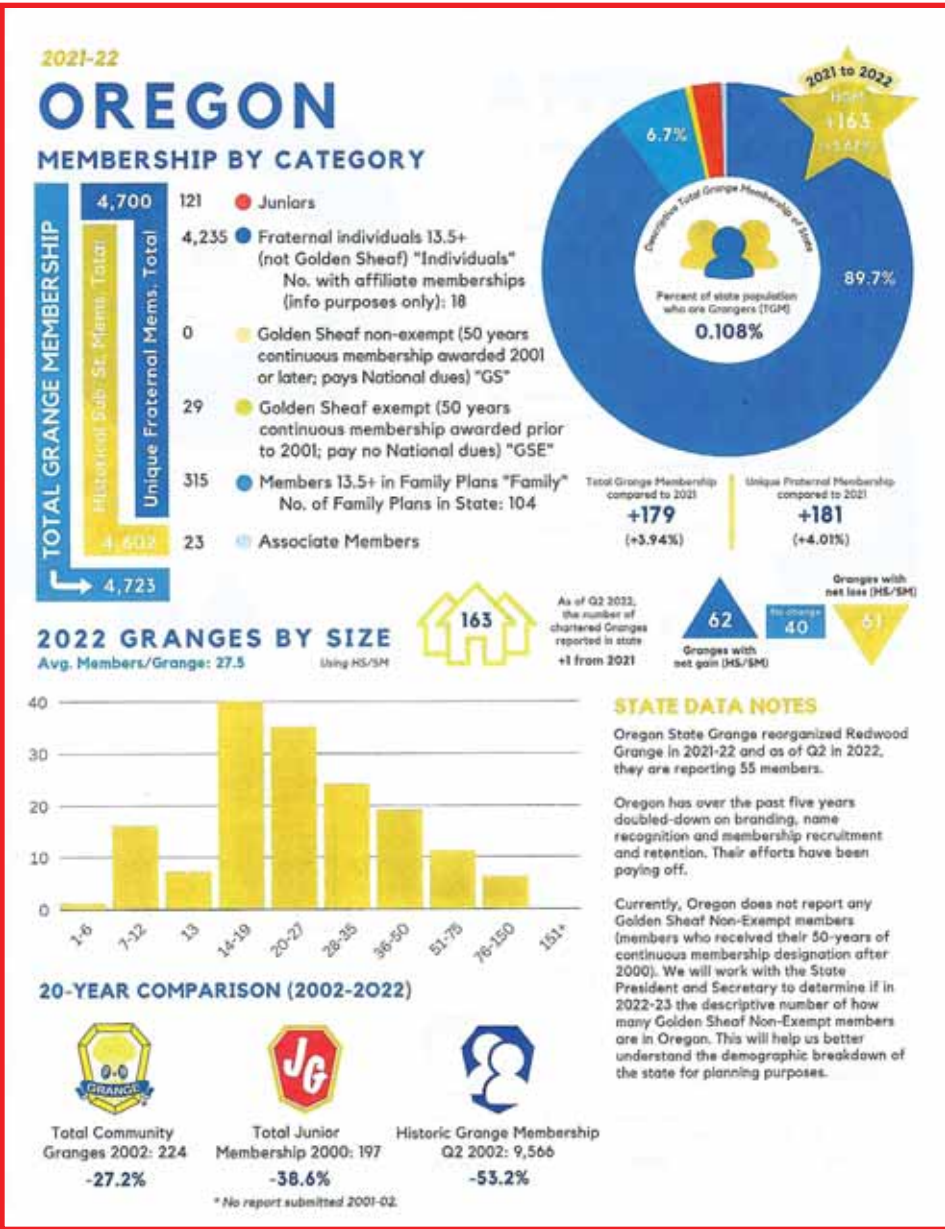 2021-22
OREGON
MEMBERSHIP BY CATEGORY
TOTAL GRANGE MEMBERSHIP
Historical Sub. St. Mems. Total
Unique Fraternal Mems. Total
4,700
4,602
4,723
121 Juniors
4,235 Fraternal individuals 13.5+
(not Golden Sheaf) "Individuals"
No. with affiliate memberships
(info purposes only): 18
0 Golden Sheaf non-exempt (50 years
continuous membership awarded 2001
or later; pays National dues) "GS"
29 Golden Sheaf exempt (50 years
continuous membership awarded prior
to 2001; pay no National dues) "GSE"
315 Members 13.5+ in Family Plans "Family"
No. of Family Plans in State: 104
23 Associate Members
2021 to 2022
+163
6.7%
89.7%
Descriptive Total Grange Membership of State
Percent of state population
who are Grangers (TGM)
0.108%
Total Grange Membership
compared to 2021
+179
(+3.94%)
Unique Fraternal Membership
compared to 2021
+181
(+4.01%)
2022 GRANGES BY SIZE
Avg. Members/Grange: 27.5
Using HS/SM
163
As of Q2 2022,
the number of
chartered Granges
reported in state
+1 from 2021
62
Granges with
net gain (HS/SM)
No change
40
Granges with
net loss (HS/SM)
61
40
30
20
10
0
1-6
7-12
13
14-19
20-27
28-35
36-50
51-75
76-150
151+
STATE DATA NOTES
Oregon State Grange reorganized Redwood
Grange in 2021-22 and as of Q2 in 2022,
they are reporting 55 members.
Oregon has over the past five years
doubled-down on branding, name
recognition and membership recruitment
and retention. Their efforts have been
paying off.
Currently, Oregon does not report any
Golden Sheaf Non-Exempt members
(members who received their 50-years of
continuous membership designation after
2000). We will work with the State
President and Secretary to determine if in
2022-23 the descriptive number of how
many Golden Sheaf Non-Exempt members
are in Oregon. This will help us better
understand the demographic breakdown of
the state for planning purposes.
20-YEAR COMPARISON (2002-2022)
GRANGE
JG
Total Community
Granges 2002: 224
-27.2%
Total Junior
Membership 2000: 197
-38.6%
* No report submitted 2001-02.
Historic Grange Membership
Q2 2002: 9,566
-53.2%